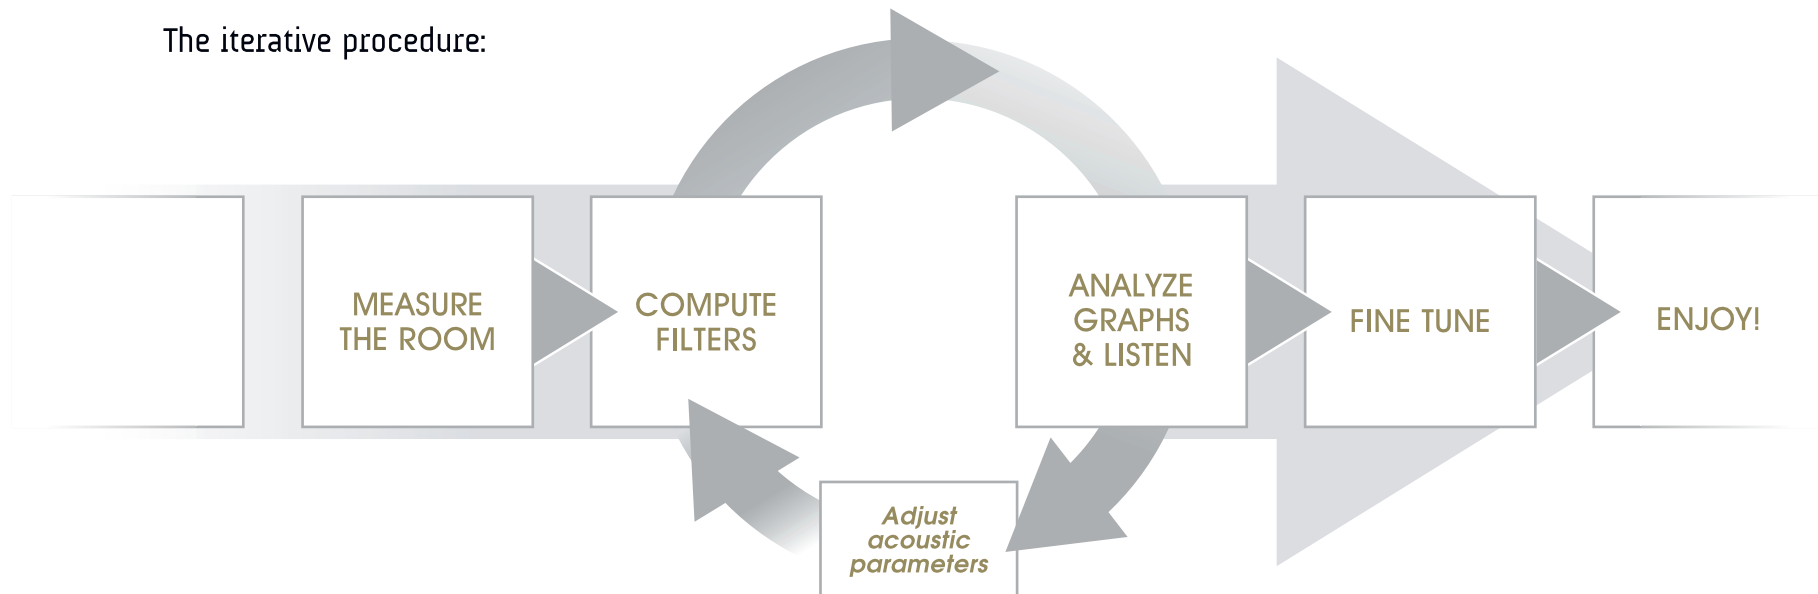 The iterative procedure:
MEASURE
THE ROOM
COMPUTE
FILTERS
ANALYZE
GRAPHS
& LISTEN
FINE TUNE
ENJOY!
Adjust
acoustic
parameters